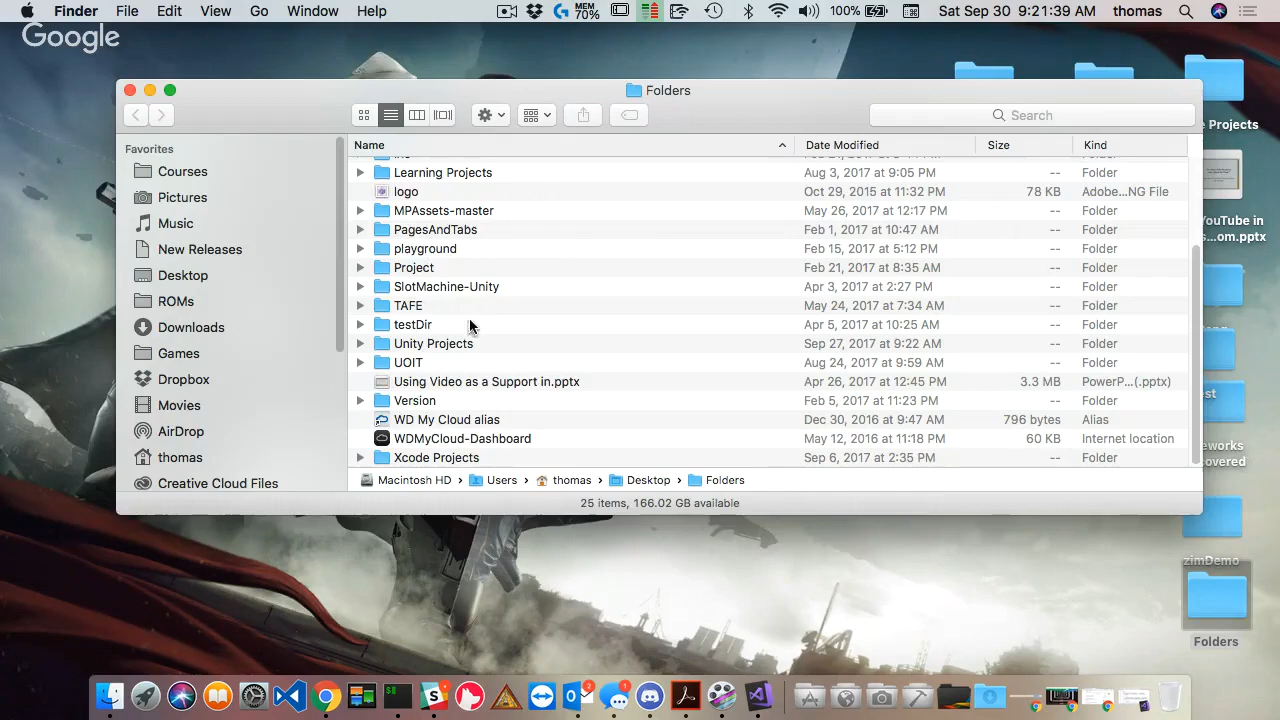 Finder File Edit View Go Window Help MEM 70% 100% Sat Sep 30 9:21:39 AM thomas
Google
Folders
Search
Favorites
Courses
Pictures
Music
New Releases
Desktop
ROMs
Downloads
Games
Dropbox
Movies
AirDrop
thomas
Creative Cloud Files
Name Date Modified Size Kind
Learning Projects Aug 3, 2017 at 9:05 PM -- Folder
logo Oct 29, 2015 at 11:32 PM 78 KB Adobe...NG File
MPAssets-master May 26, 2017 at 12:17 PM -- Folder
PagesAndTabs Feb 1, 2017 at 10:47 AM -- Folder
playground Feb 15, 2017 at 5:12 PM -- Folder
Project Feb 21, 2017 at 8:35 AM -- Folder
SlotMachine-Unity Apr 3, 2017 at 2:27 PM -- Folder
TAFE May 24, 2017 at 7:34 AM -- Folder
testDir Apr 5, 2017 at 10:25 AM -- Folder
Unity Projects Sep 27, 2017 at 9:22 AM -- Folder
UOIT Aug 24, 2017 at 9:59 AM -- Folder
Using Video as a Support in.pptx Apr 26, 2017 at 12:45 PM 3.3 MB PowerP...(.pptx)
Version Feb 5, 2017 at 11:23 PM -- Folder
WD My Cloud alias Dec 30, 2016 at 9:47 AM 796 bytes Alias
WDMyCloud-Dashboard May 12, 2016 at 11:18 PM 60 KB Internet location
Xcode Projects Sep 6, 2017 at 2:35 PM -- Folder
Macintosh HD Users thomas Desktop Folders
25 items, 166.02 GB available
Projects
YouTube in
s...om.pptx
eworks
covered
zimDemo
Folders